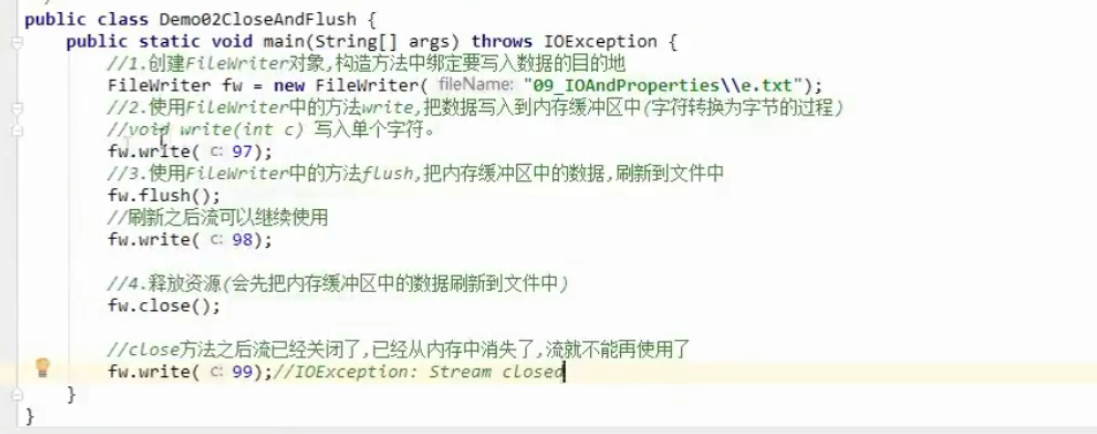 public class Demo02CloseAndFlush {
public static void main(String[] args) throws IOException {
//1.创建FileWriter对象,构造方法中绑定要写入数据的目的地
FileWriter fw = new FileWriter( fileName: "09_IOAndProperties\\e.txt");
//2.使用FileWriter中的方法write,把数据写入到内存缓冲区中(字符转换为字节的过程)
//void write(int c) 写入单个字符。
fw.write( c: 97);
//3.使用FileWriter中的方法flush,把内存缓冲区中的数据,刷新到文件中
fw.flush();
//刷新之后流可以继续使用
fw.write( c: 98);
//4.释放资源(会先把内存缓冲区中的数据刷新到文件中)
fw.close();
//close方法之后流已经关闭了,已经从内存中消失了,流就不能再使用了
fw.write( c: 99);//IOException: Stream closed
}
}